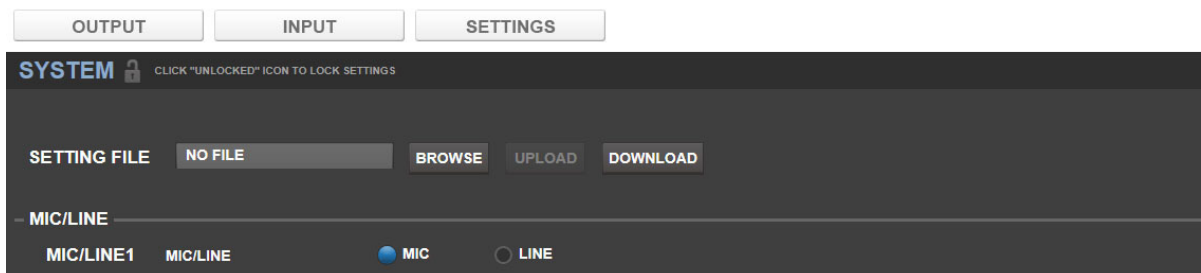 OUTPUT INPUT SETTINGS
SYSTEM CLICK "UNLOCKED" ICON TO LOCK SETTINGS
SETTING FILE NO FILE BROWSE UPLOAD DOWNLOAD
MIC/LINE
MIC/LINE1 MIC/LINE MIC LINE